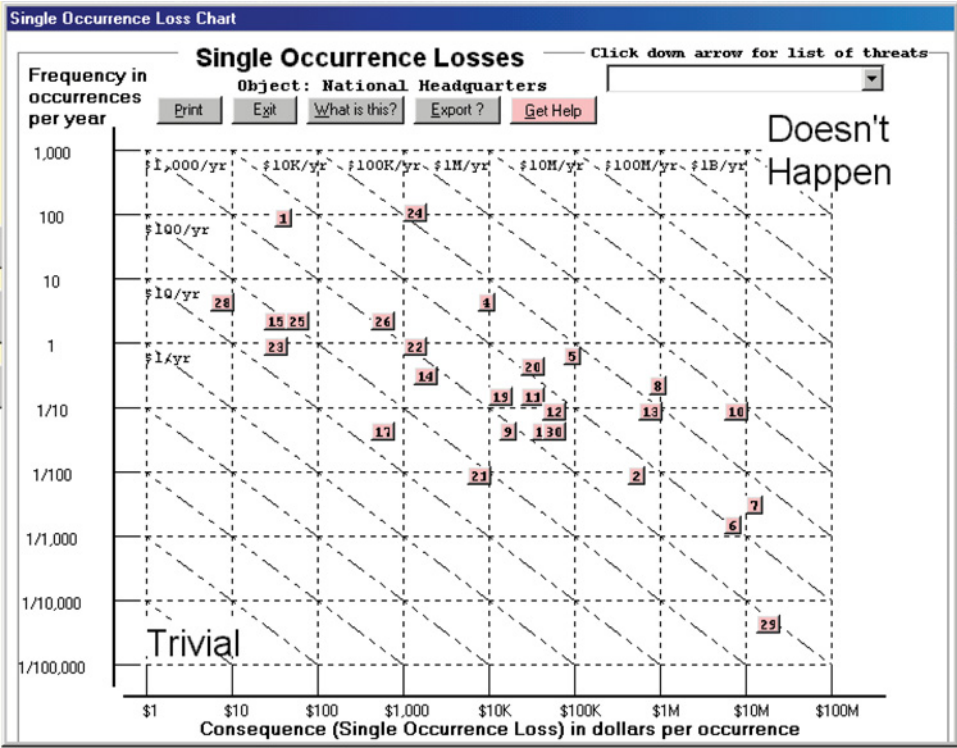 Single Occurrence Loss Chart
Single Occurrence Losses
Click down arrow for list of threats
Object: National Headquarters
Frequency in
occurrences
per year
Print Exit What is this? Export ? Get Help
Doesn't
Happen
1,000
$1,000/yr $10K/yr $100K/yr $1M/yr $10M/yr $100M/yr $1B/yr
100
1 24
$100/yr
10
$10/yr
28 4
15 25 26
1
23 22
$1/yr
5
20
14
8
19 11
1/10
12 13 10
17 9 1 30
1/100
21 2
7
6
1/1,000
1/10,000
29
Trivial
1/100,000
$1 $10 $100 $1,000 $10K $100K $1M $10M $100M
Consequence (Single Occurrence Loss) in dollars per occurrence